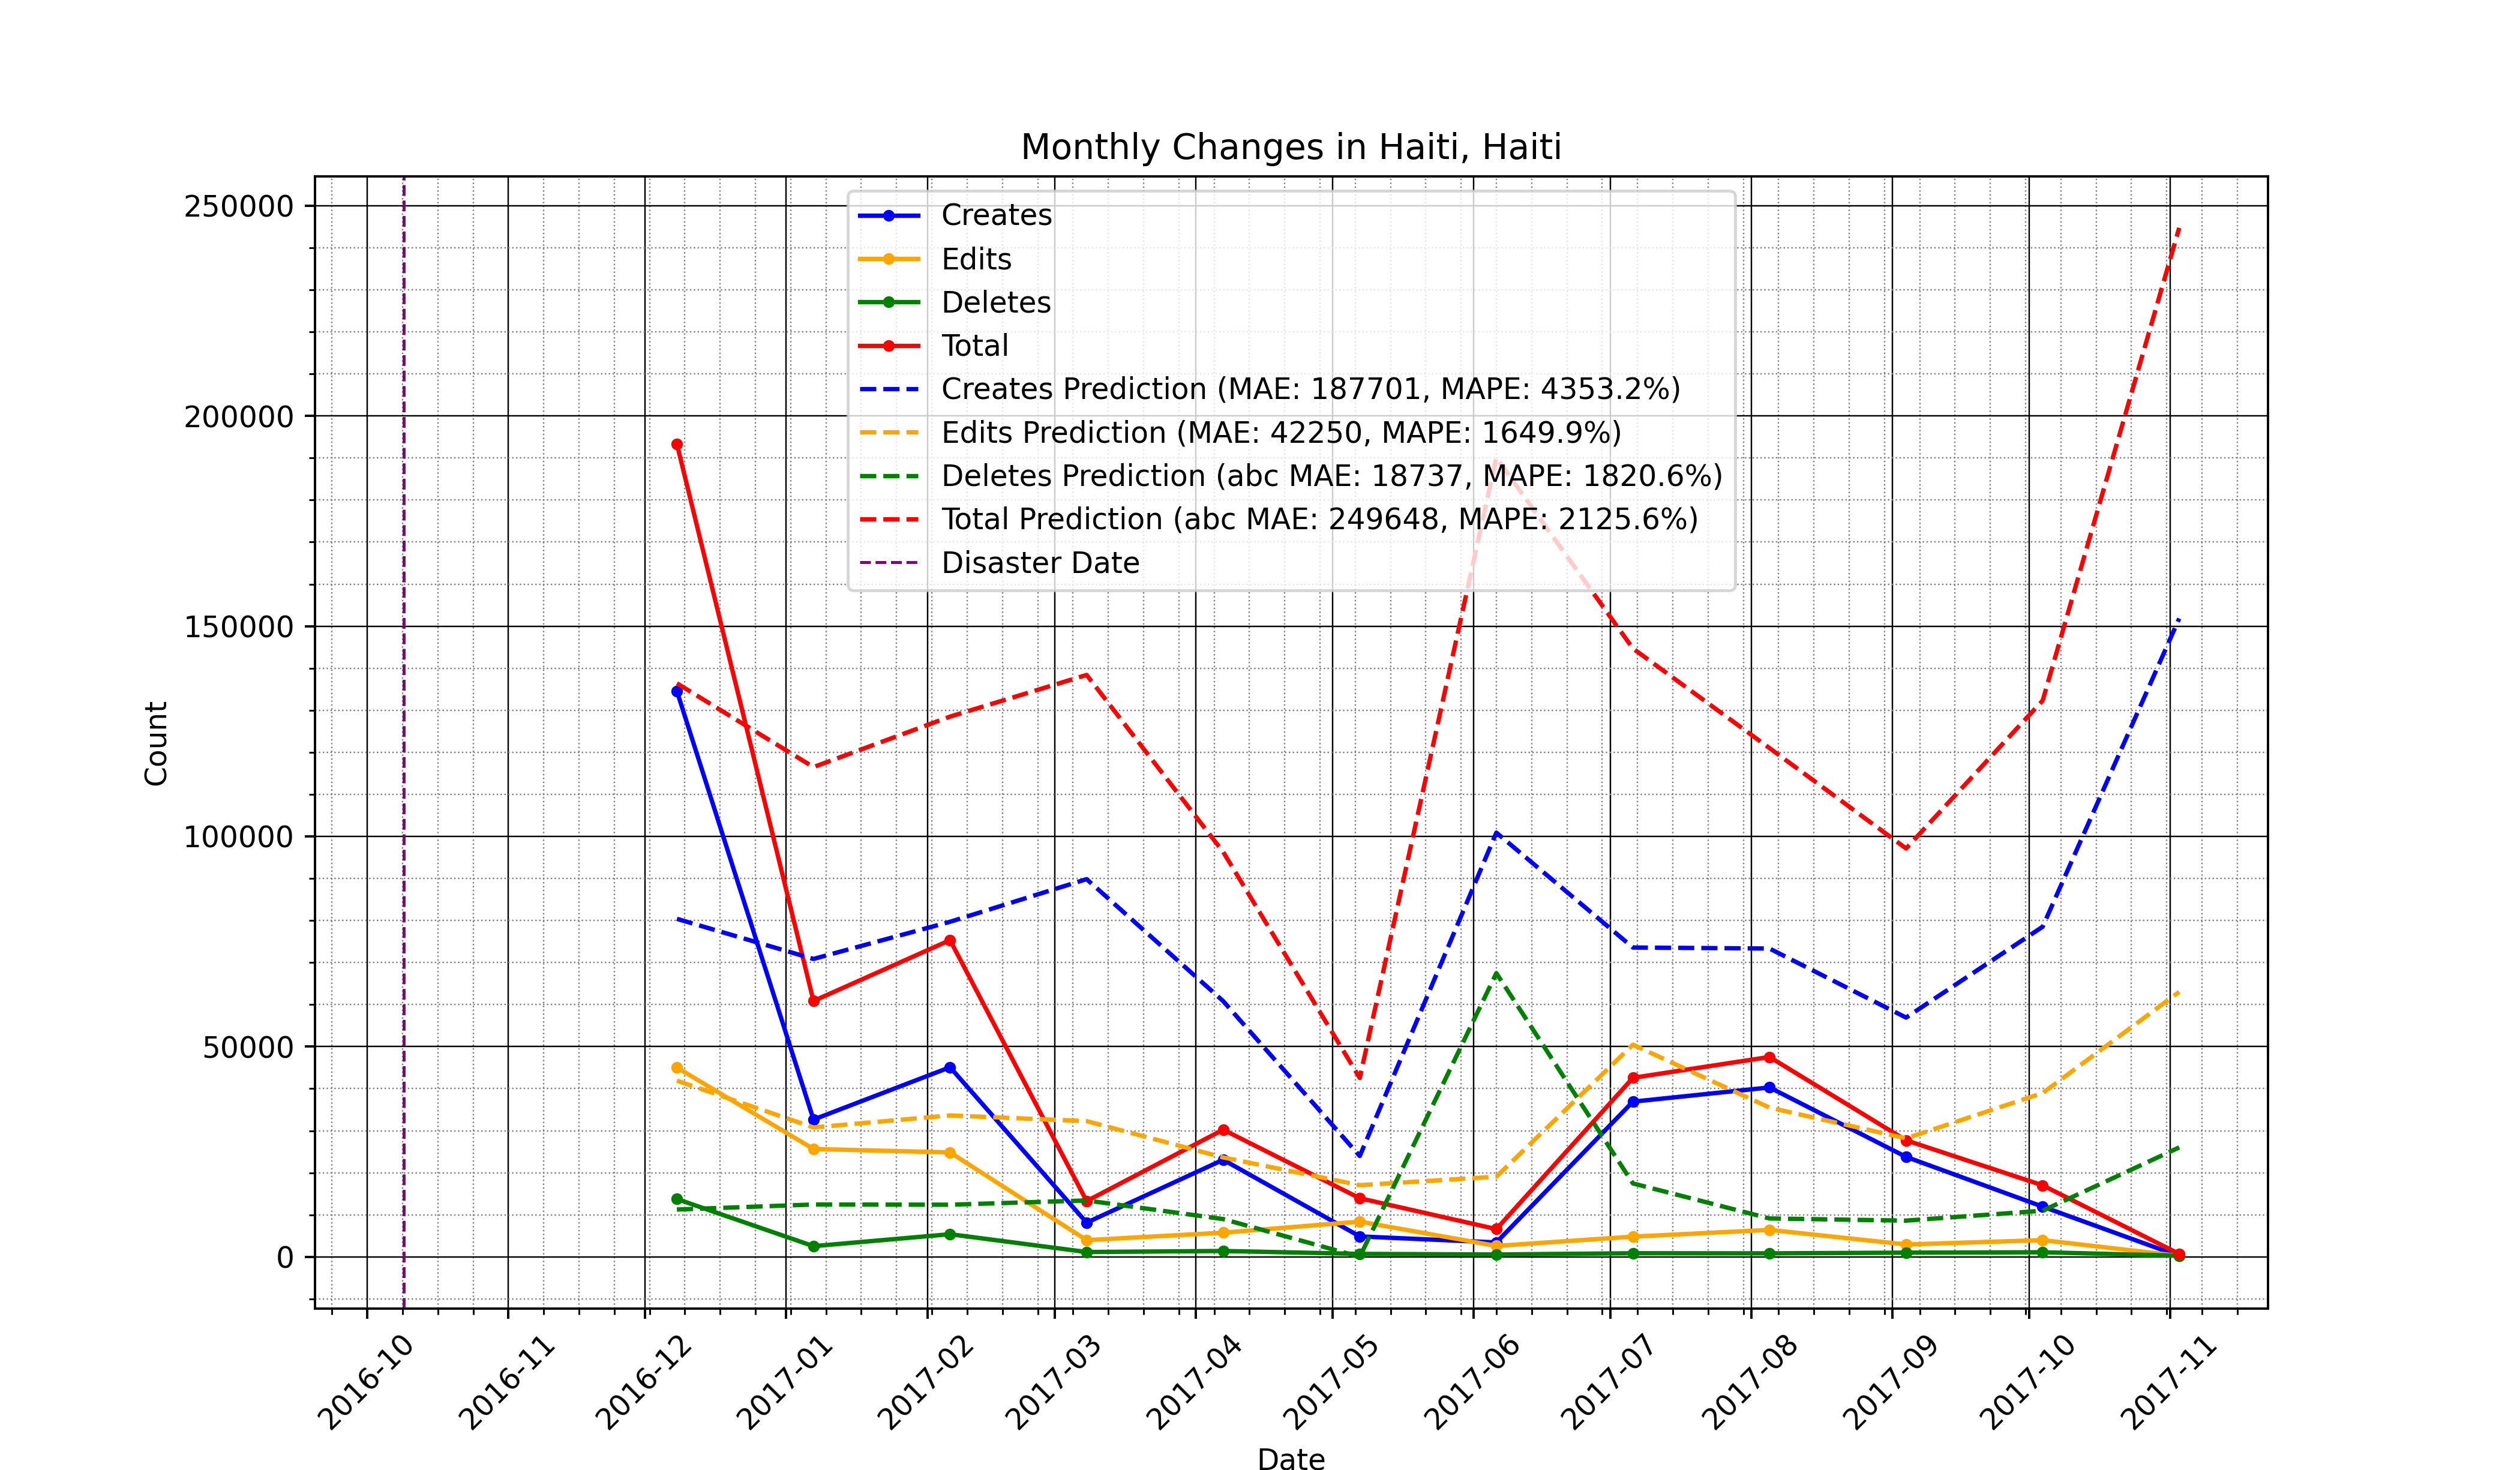 Monthly Changes in Haiti, Haiti
250000
200000
150000
100000
50000
0
Count
Creates
Edits
Deletes
Total
Creates Prediction (MAE: 187701, MAPE: 4353.2%)
Edits Prediction (MAE: 42250, MAPE: 1649.9%)
Deletes Prediction (abc MAE: 18737, MAPE: 1820.6%)
Total Prediction (abc MAE: 249648, MAPE: 2125.6%)
Disaster Date
2016-10
2016-11
2016-12
2017-01
2017-02
2017-03
2017-04
2017-05
2017-06
2017-07
2017-08
2017-09
2017-10
2017-11
Date